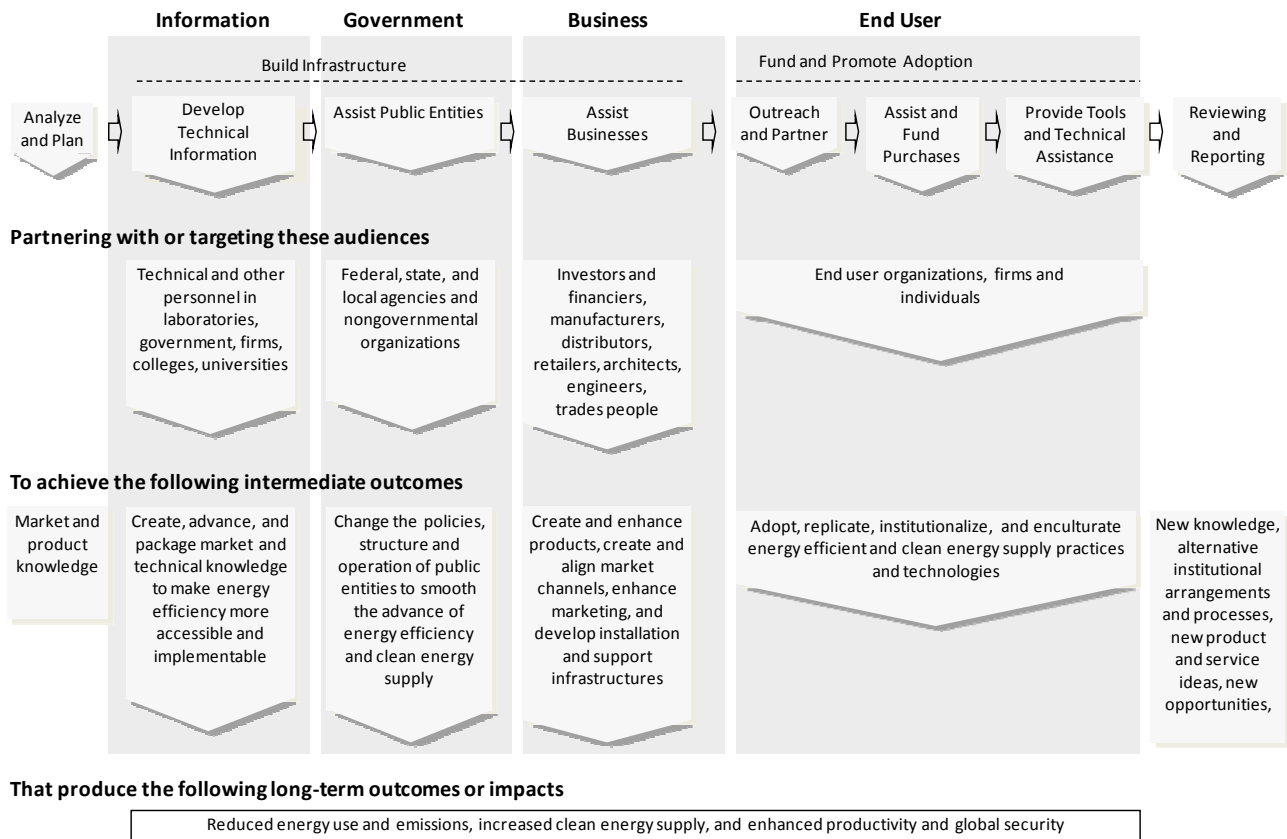 Information
Government
Business
End User
Build Infrastructure
Fund and Promote Adoption
Analyze
and Plan
Develop
Technical
Information
Assist Public Entities
Assist
Businesses
Outreach
and Partner
Assist and
Fund
Purchases
Provide Tools
and Technical
Assistance
Reviewing
and
Reporting
Partnering with or targeting these audiences
Technical and other
personnel in
laboratories,
government, firms,
colleges, universities
Federal, state, and
local agencies and
nongovernmental
organizations
Investors and
financiers,
manufacturers,
distributors,
retailers, architects,
engineers,
trades people
End user organizations, firms and
individuals
To achieve the following intermediate outcomes
Market and
product
knowledge
Create, advance, and
package market and
technical knowledge
to make energy
efficiency more
accessible and
implementable
Change the policies,
structure and
operation of public
entities to smooth
the advance of
energy efficiency
and clean energy
supply
Create and enhance
products, create and
align market
channels, enhance
marketing, and
develop installation
and support
infrastructures
Adopt, replicate, institutionalize, and enculturate
energy efficient and clean energy supply practices
and technologies
New knowledge,
alternative
institutional
arrangements
and processes,
new product
and service
ideas, new
opportunities,
That produce the following long-term outcomes or impacts
Reduced energy use and emissions, increased clean energy supply, and enhanced productivity and global security